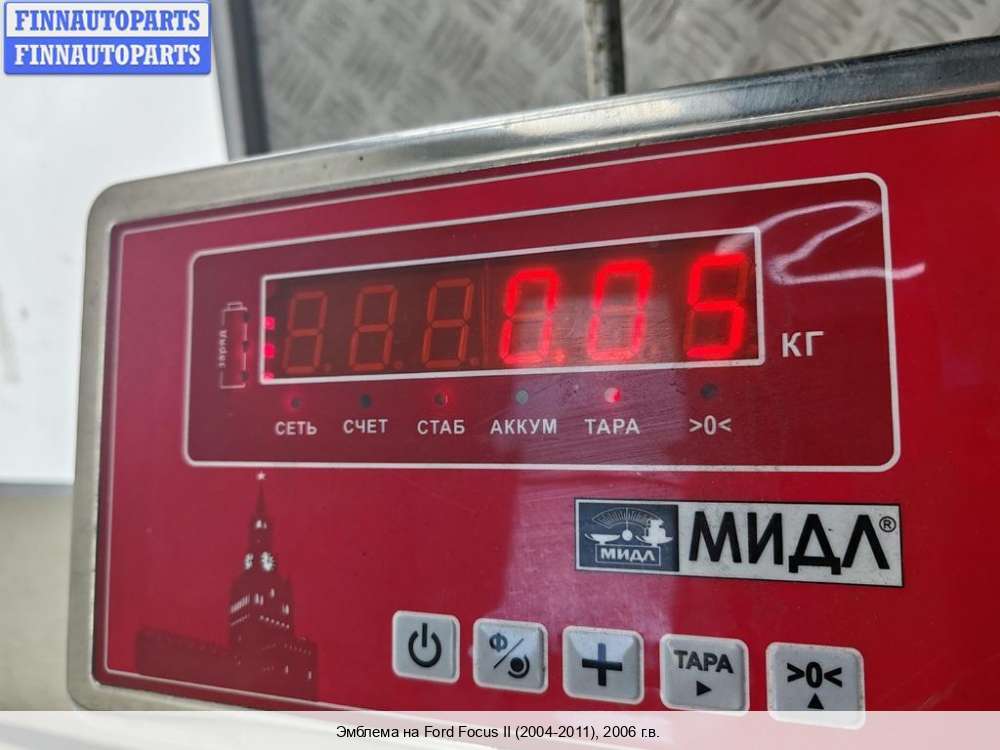 FINNAUTOPARTS
FINNAUTOPARTS
заряд
0.05
КГ
СЕТЬ СЧЕТ СТАБ АККУМ ТАРА >0<
МИДЛ
МИДЛ®
Ф/
+
ТАРА
>0<
Эмблема на Ford Focus II (2004-2011), 2006 г.в.